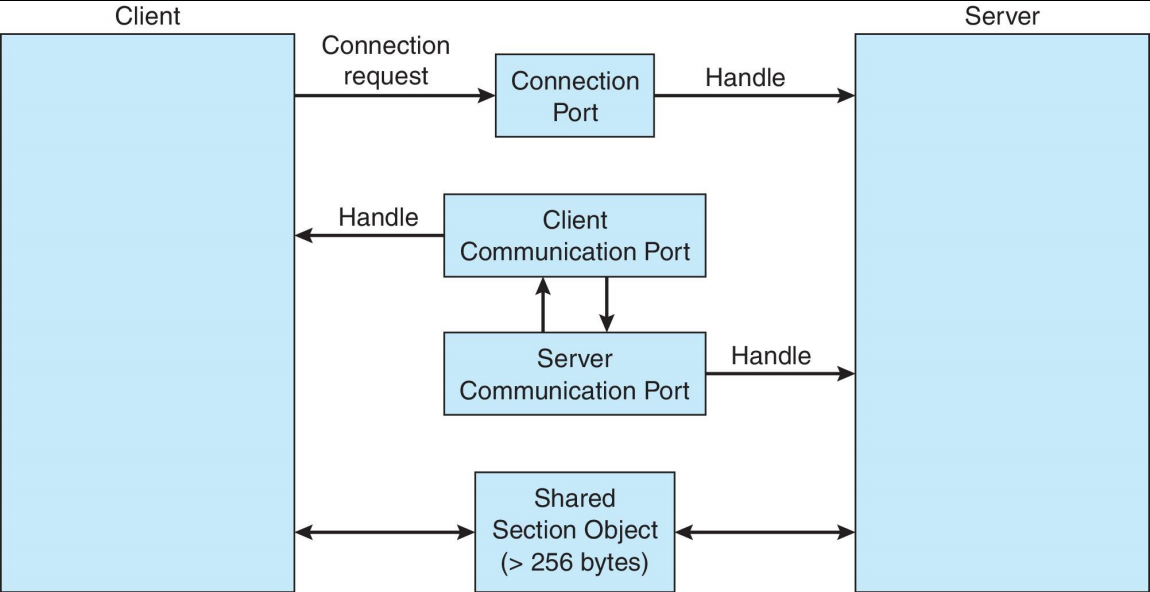 Client
Server
Connection
request
Connection
Port
Handle
Handle
Client
Communication Port
Server
Communication Port
Handle
Shared
Section Object
(> 256 bytes)